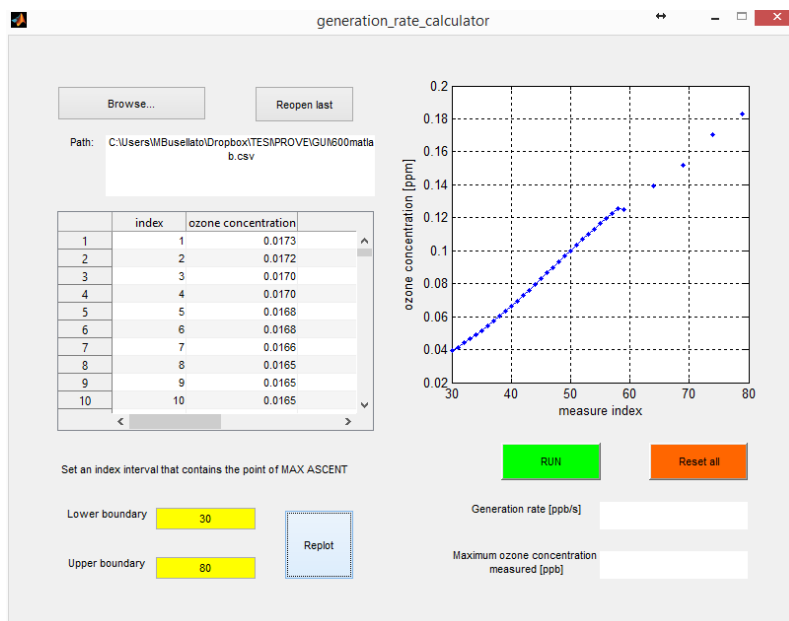 generation_rate_calculator
Browse...
Reopen last
Path:
C:\Users\MBusellato\Dropbox\TESI\PROVE\GUI\600matla
b.csv
index ozone concentration
1 1 0.0173
2 2 0.0172
3 3 0.0170
4 4 0.0170
5 5 0.0168
6 6 0.0168
7 7 0.0166
8 8 0.0165
9 9 0.0165
10 10 0.0165
Set an index interval that contains the point of MAX ASCENT
Lower boundary 30
Upper boundary 80
Replot
ozone concentration [ppm]
0.2
0.18
0.16
0.14
0.12
0.1
0.08
0.06
0.04
0.02
30 40 50 60 70 80
measure index
RUN
Reset all
Generation rate [ppb/s]
Maximum ozone concentration
measured [ppb]